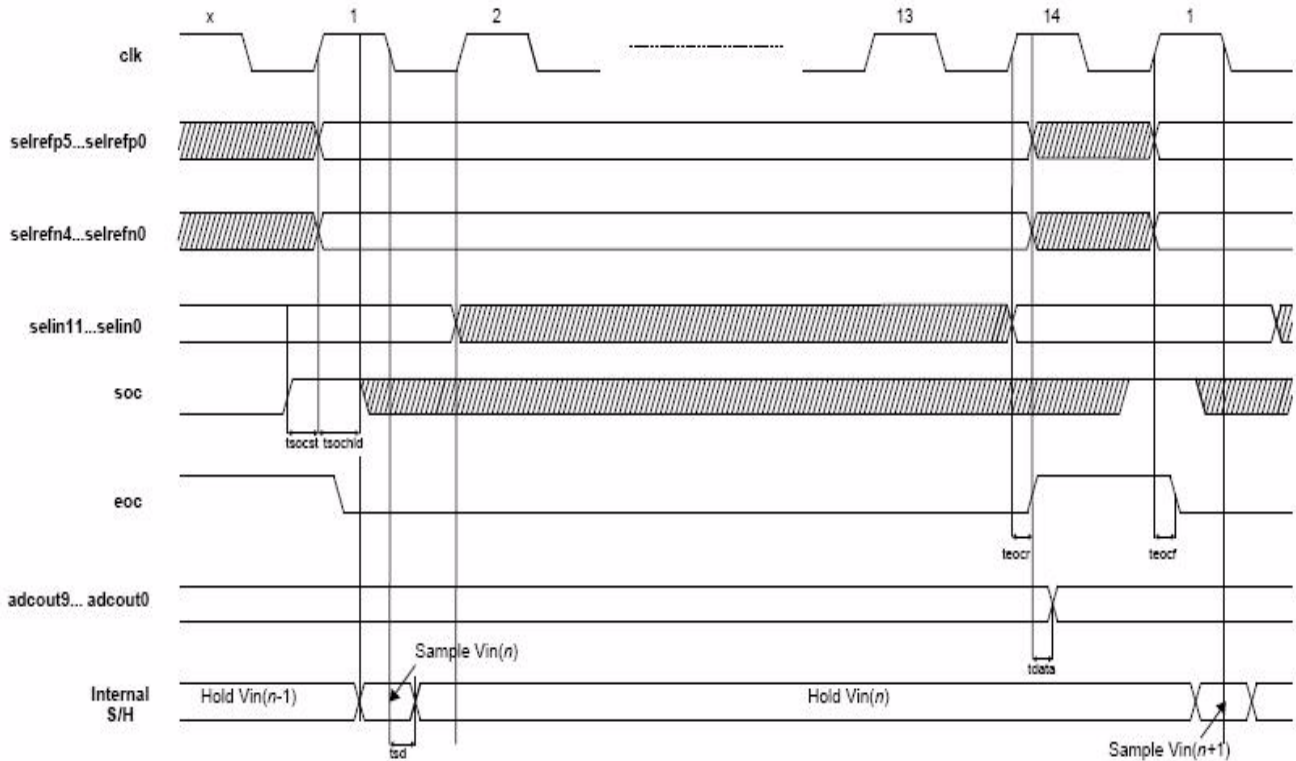 x 1 2 13 14 1
clk
selrefp5...selrefp0
selrefn4...selrefn0
selin11...selin0
soc
tsocst tsochld
eoc
teocr teocf
adcout9... adcout0
Sample Vin(n)
tdata
Internal
S/H
Hold Vin(n-1)
Hold Vin(n)
tsd
Sample Vin(n+1)